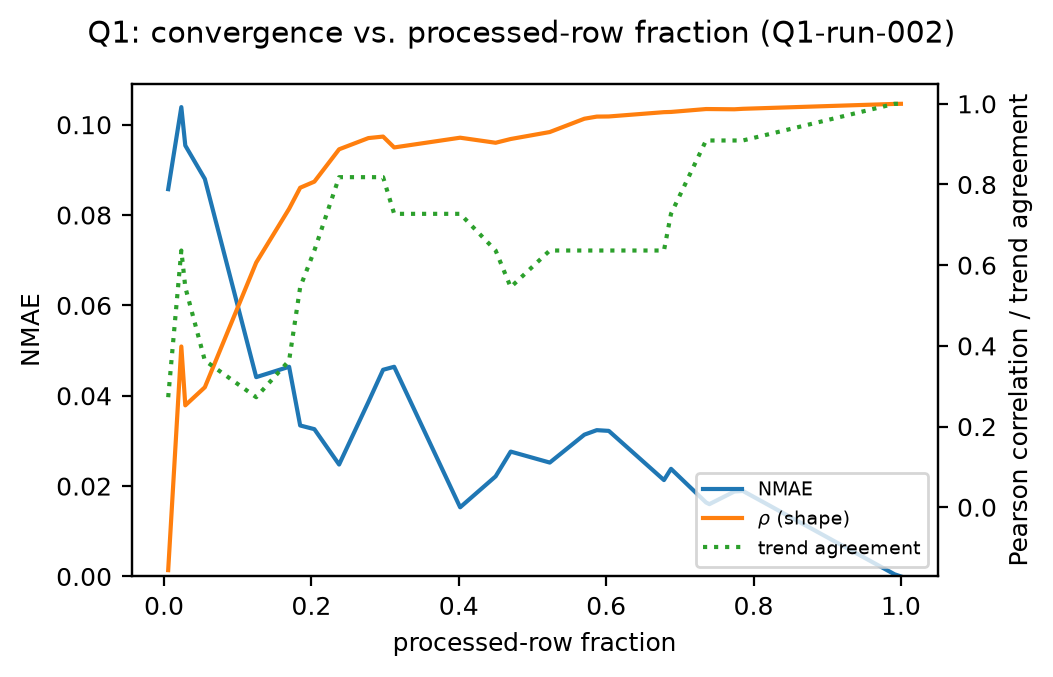 Q1: convergence vs. processed-row fraction (Q1-run-002)
NMAE
0.10
0.08
0.06
0.04
0.02
0.00
0.0
0.2
0.4
0.6
0.8
1.0
processed-row fraction
1.0
0.8
0.6
0.4
0.2
0.0
Pearson correlation / trend agreement
NMAE
ρ (shape)
trend agreement